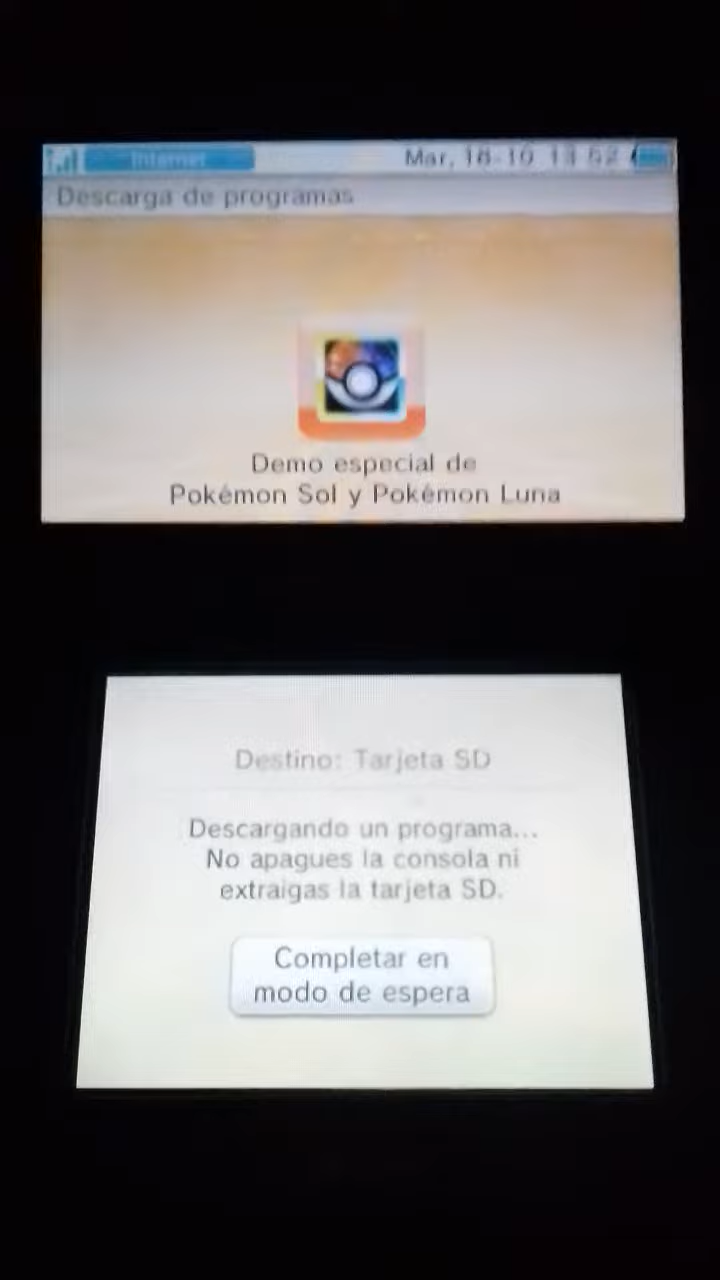 Internet
Mar, 18-10 13 52
Descarga de programas
Demo especial de
Pokémon Sol y Pokémon Luna
Destino: Tarjeta SD
Descargando un programa...
No apagues la consola ni
extraigas la tarjeta SD.
Completar en
modo de espera